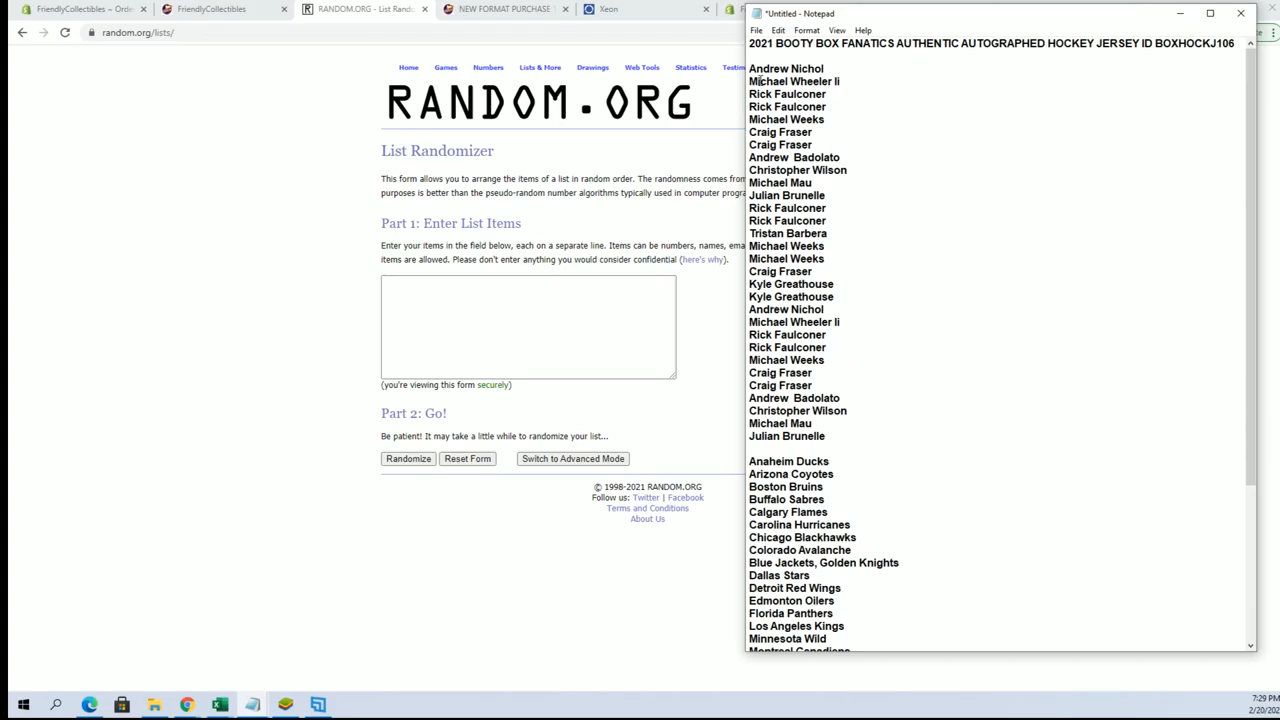 FriendlyCollectibles ~ Orde
FriendlyCollectibles
RANDOM.ORG - List Rando
NEW FORMAT PURCHASE
Xeon
random.org/lists/
Home Games Numbers Lists & More Drawings Web Tools Statistics Testim
RANDOM.ORG
List Randomizer
This form allows you to arrange the items of a list in random order. The randomness comes from
purposes is better than the pseudo-random number algorithms typically used in computer progr
Part 1: Enter List Items
Enter your items in the field below, each on a separate line. Items can be numbers, names, ema
items are allowed. Please don't enter anything you would consider confidential (here's why).
(you're viewing this form securely)
Part 2: Go!
Be patient! It may take a little while to randomize your list...
Randomize Reset Form Switch to Advanced Mode
© 1998-2021 RANDOM.ORG
Follow us: Twitter | Facebook
Terms and Conditions
About Us
*Untitled - Notepad
File Edit Format View Help
2021 BOOTY BOX FANATICS AUTHENTIC AUTOGRAPHED HOCKEY JERSEY ID BOXHOCKJ106
Andrew Nichol
Michael Wheeler Ii
Rick Faulconer
Rick Faulconer
Michael Weeks
Craig Fraser
Craig Fraser
Andrew  Badolato
Christopher Wilson
Michael Mau
Julian Brunelle
Rick Faulconer
Rick Faulconer
Tristan Barbera
Michael Weeks
Michael Weeks
Craig Fraser
Kyle Greathouse
Kyle Greathouse
Andrew Nichol
Michael Wheeler Ii
Rick Faulconer
Rick Faulconer
Michael Weeks
Craig Fraser
Craig Fraser
Andrew  Badolato
Christopher Wilson
Michael Mau
Julian Brunelle
Anaheim Ducks
Arizona Coyotes
Boston Bruins
Buffalo Sabres
Calgary Flames
Carolina Hurricanes
Chicago Blackhawks
Colorado Avalanche
Blue Jackets, Golden Knights
Dallas Stars
Detroit Red Wings
Edmonton Oilers
Florida Panthers
Los Angeles Kings
Minnesota Wild
Montreal Canadiens
7:29 PM
2/20/202